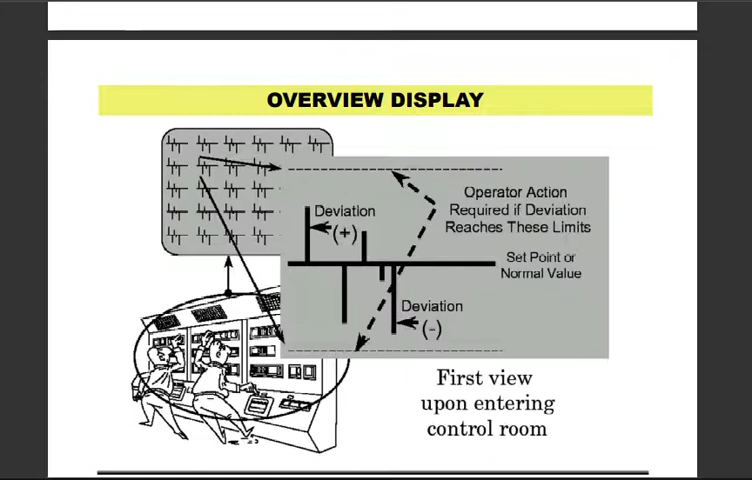 OVERVIEW DISPLAY
Operator Action
Required if Deviation
Reaches These Limits
Deviation
(+)
Set Point or
Normal Value
Deviation
(-)
First view
upon entering
control room